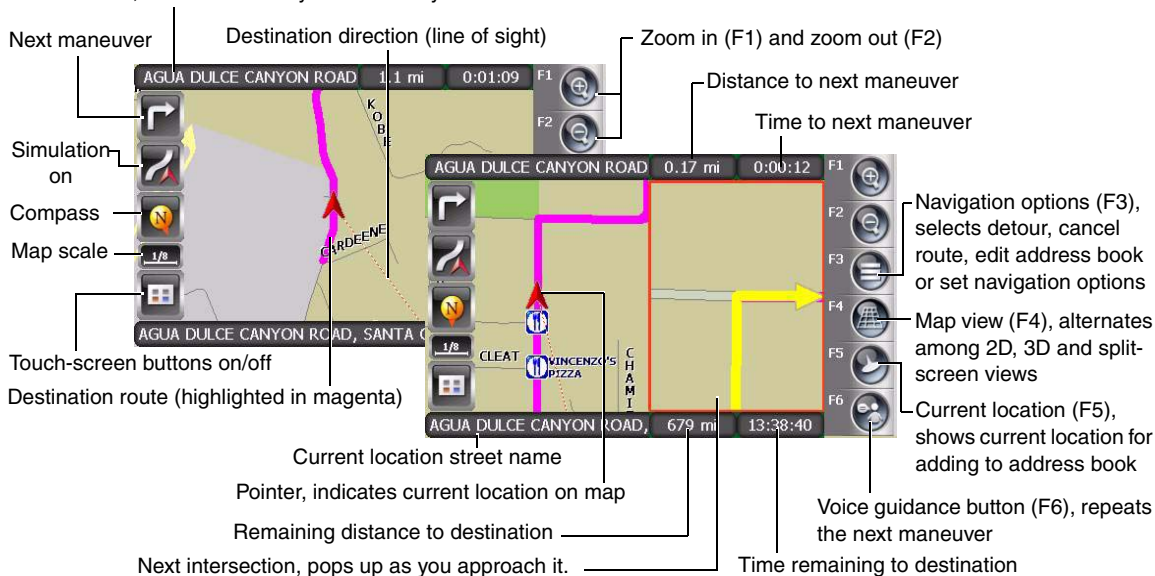 Next maneuver
Destination direction (line of sight)
Zoom in (F1) and zoom out (F2)
AGUA DULCE CANYON ROAD 1.1 mi 0:01:09 F1
Distance to next maneuver
KOBE
F2
Time to next maneuver
Simulation
on
AGUA DULCE CANYON ROAD 0.17 mi 0:00:12 F1
Compass
N
F2
Navigation options (F3),
selects detour, cancel
route, edit address book
or set navigation options
CARDEENE
Map scale
1/8
F3
N
F4
Map view (F4), alternates
among 2D, 3D and split-
screen views
AGUA DULCE CANYON ROAD, SANTA
1/8
CLEAT
VINCENZO'S
PIZZA
CHAMI
F5
Touch-screen buttons on/off
Destination route (highlighted in magenta)
F6
Current location (F5),
shows current location for
adding to address book
AGUA DULCE CANYON ROAD, 679 mi 13:38:40
Current location street name
Pointer, indicates current location on map
Voice guidance button (F6), repeats
the next maneuver
Remaining distance to destination
Next intersection, pops up as you approach it.
Time remaining to destination